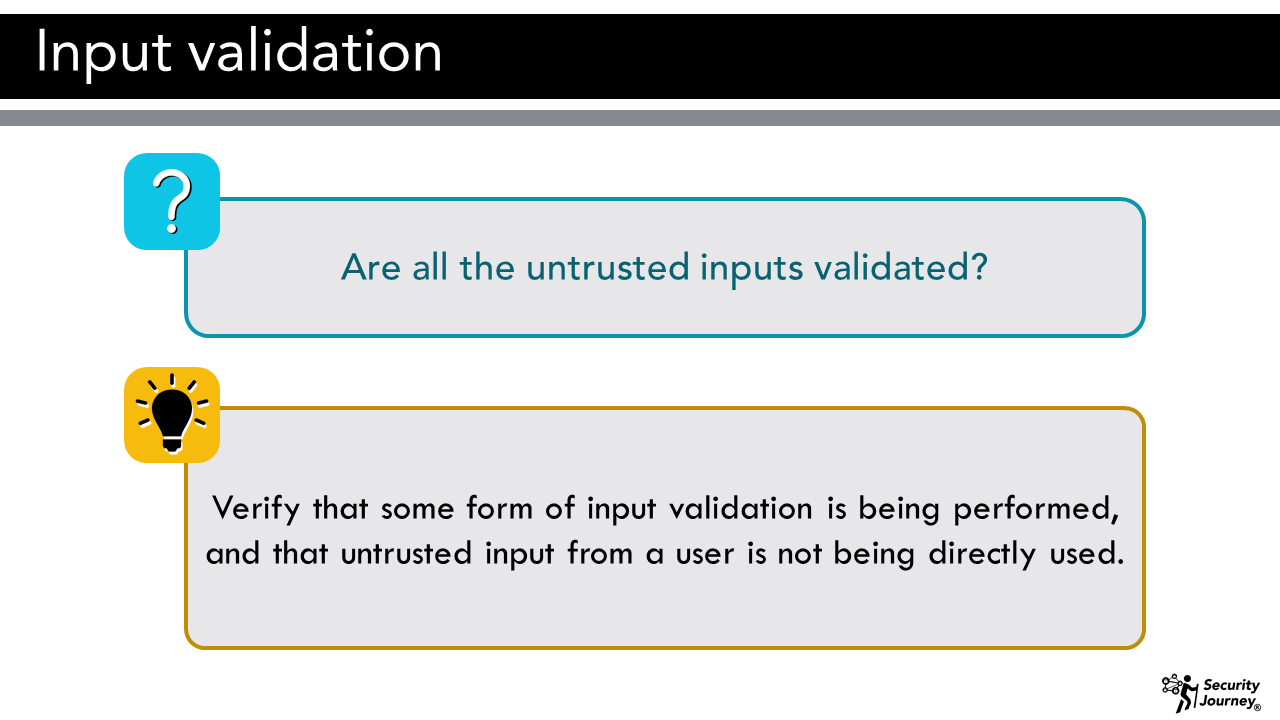 Input validation
?
Are all the untrusted inputs validated?
Verify that some form of input validation is being performed,
and that untrusted input from a user is not being directly used.
Security
Journey®